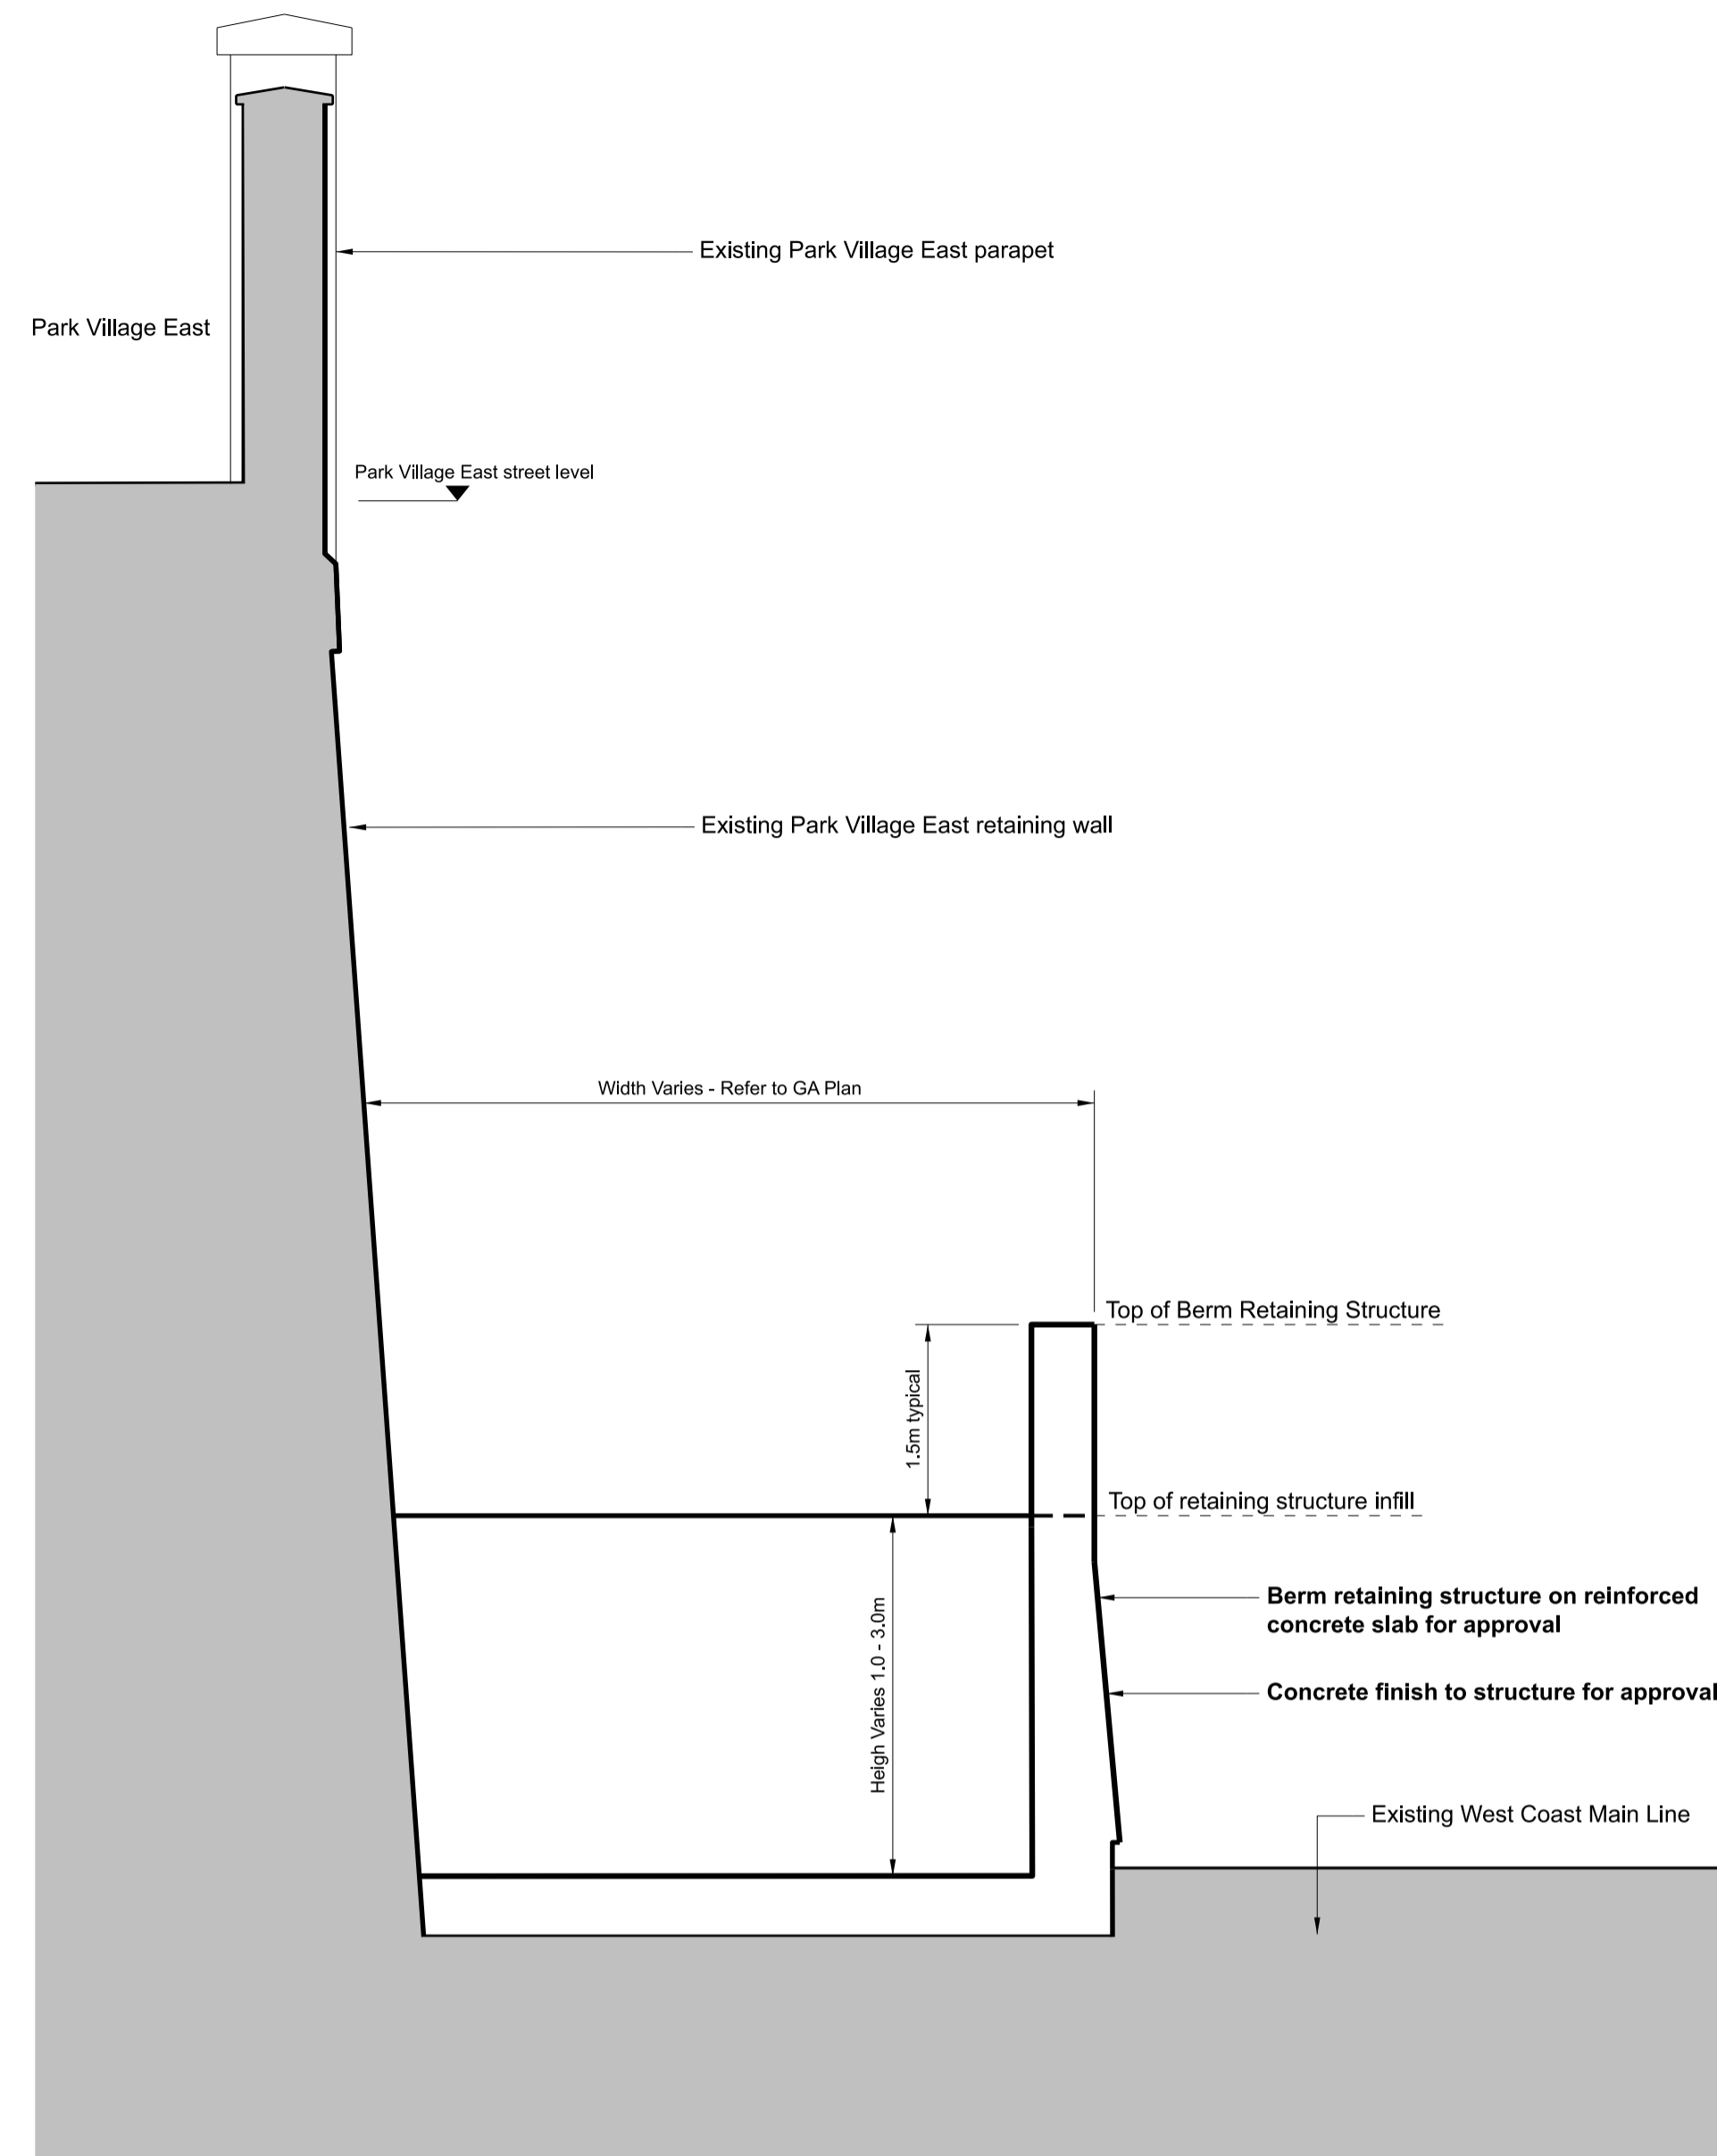 Existing Park Village East parapet
Park Village East
Park Village East street level
Existing Park Village East retaining wall
Width Varies - Refer to GA Plan
Top of Berm Retaining Structure
1.5m typical
Top of retaining structure infill
Berm retaining structure on reinforced
concrete slab for approval
Heigh Varies 1.0 - 3.0m
Concrete finish to structure for approval
Existing West Coast Main Line